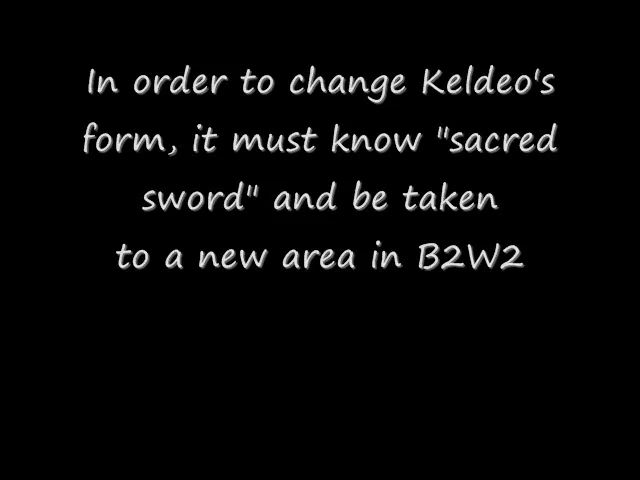 In order to change Keldeo's
form, it must know "sacred
sword" and be taken
to a new area in B2W2